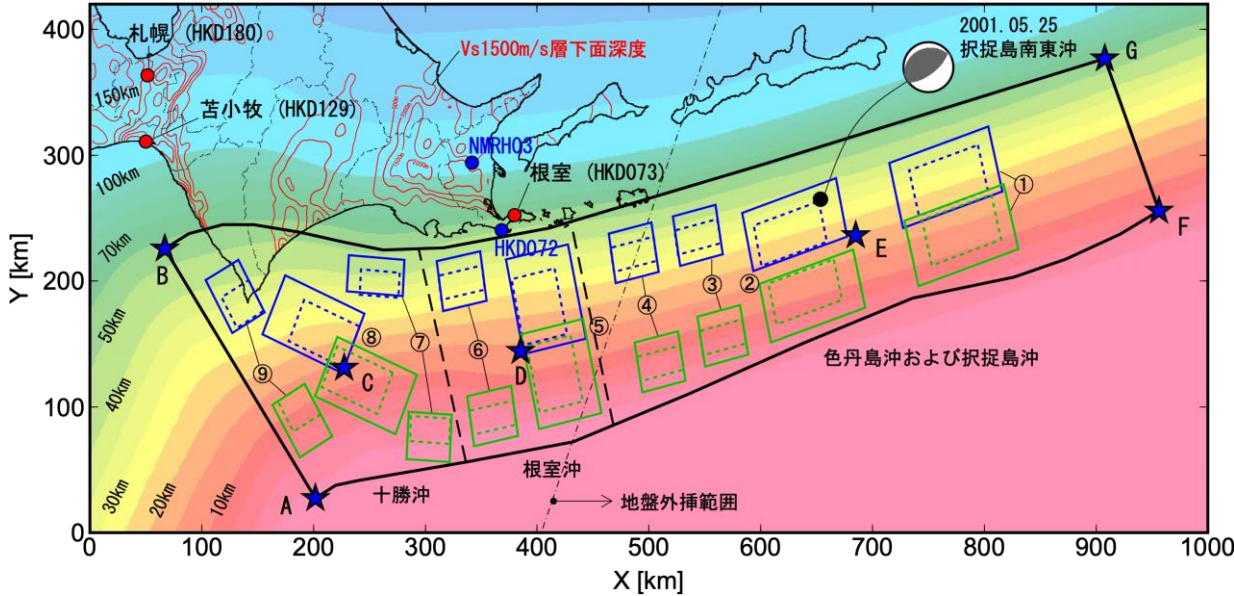 400
300
200
100
0
Y [km]
札幌 (HKD180)
150km
苫小牧 (HKD129)
100km
70km
50km
40km
30km
20km
10km
Vs1500m/s層下面深度
2001.05.25
択捉島南東沖
NMRH03
根室 (HKD073)
HKD072
G
F
E
D
C
B
A
①
②
③
④
⑤
⑥
⑦
⑧
⑨
色丹島沖および択捉島沖
根室沖
十勝沖
地盤外挿範囲
0
100
200
300
400
500
600
700
800
900
1000
X [km]